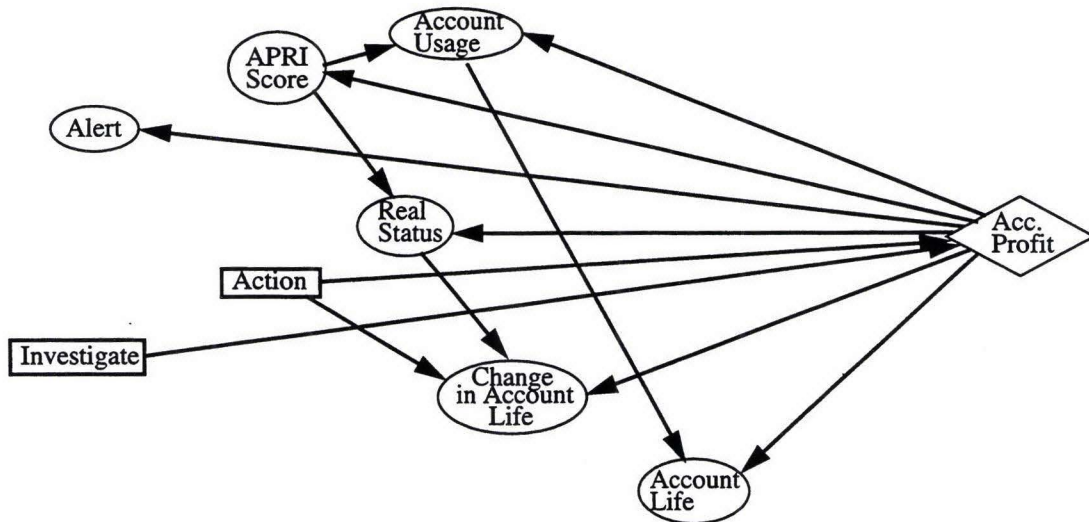 Account
Usage
APRI
Score
Alert
Real
Status
Acc.
Profit
Action
Investigate
Change
in Account
Life
Account
Life